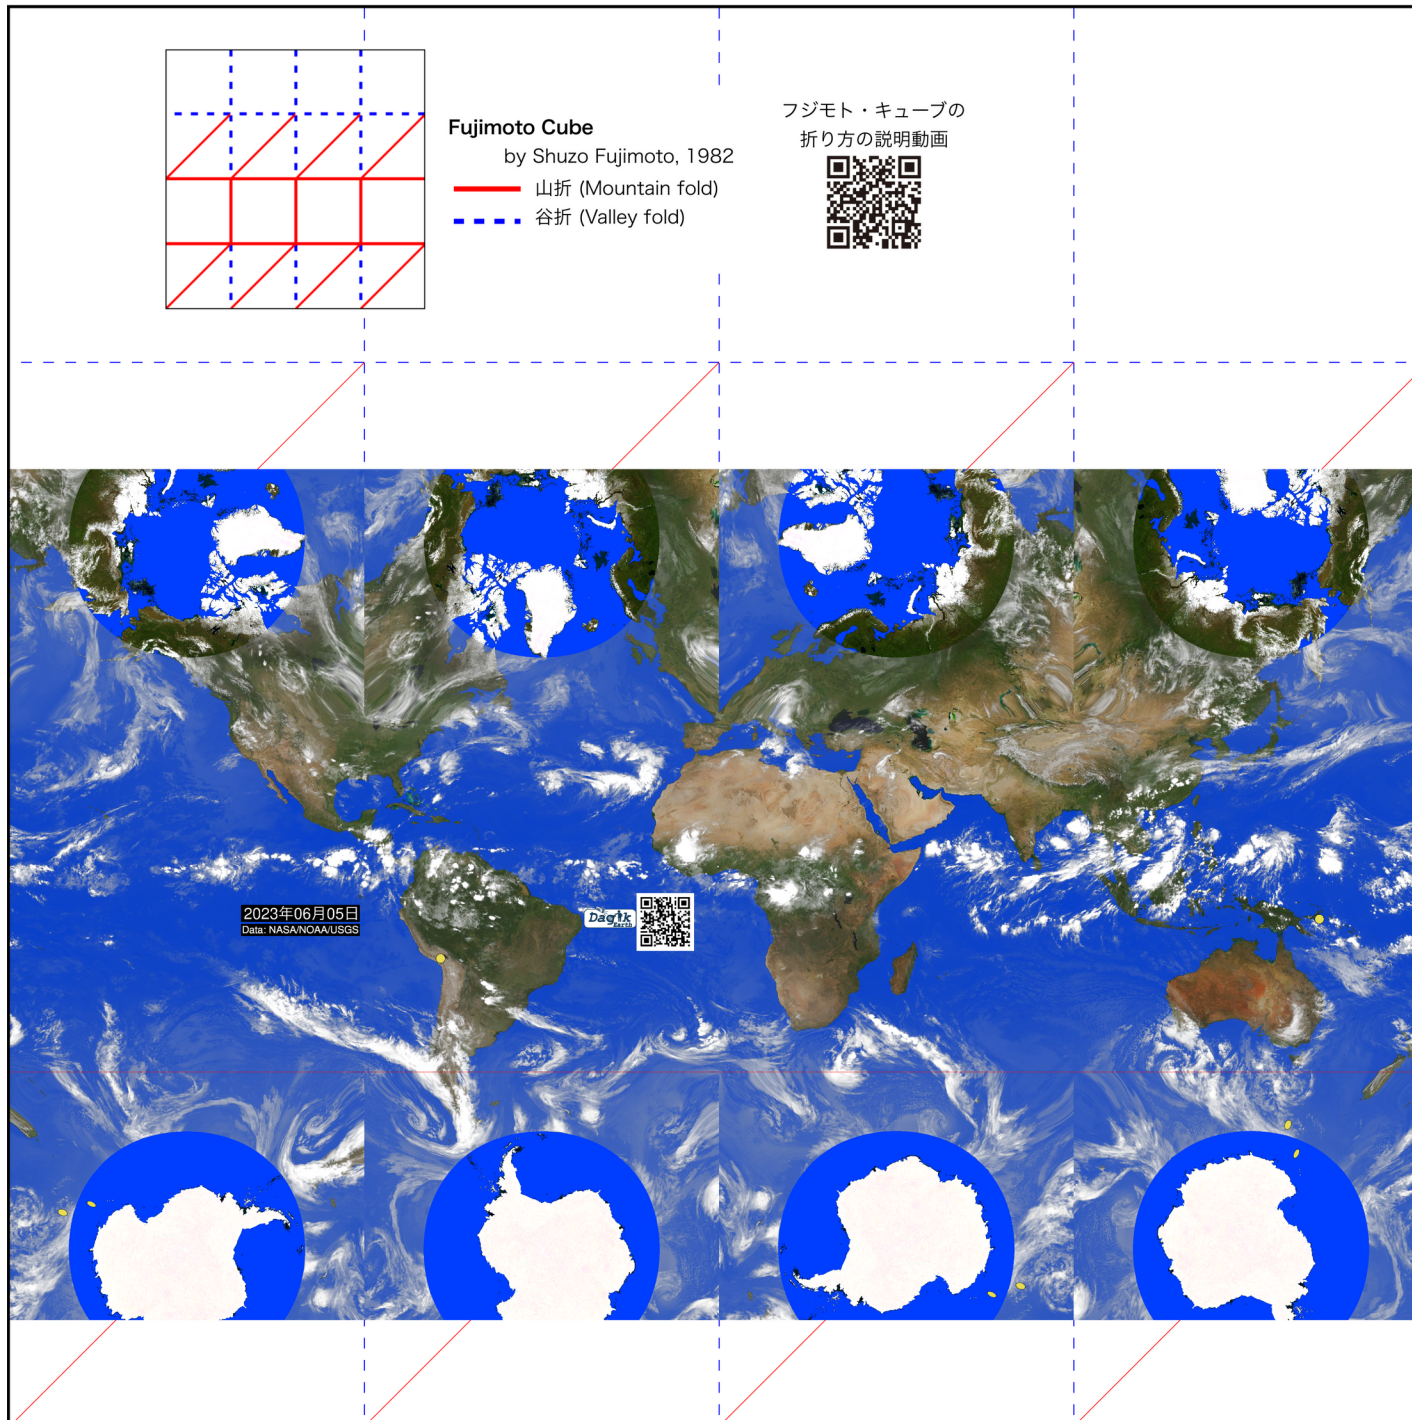 Fujimoto Cube
by Shuzo Fujimoto, 1982
山折 (Mountain fold)
谷折 (Valley fold)
フジモト・キューブの
折り方の説明動画
2023年06月05日
Data: NASA/NOAA/USGS
Dagik
Earth